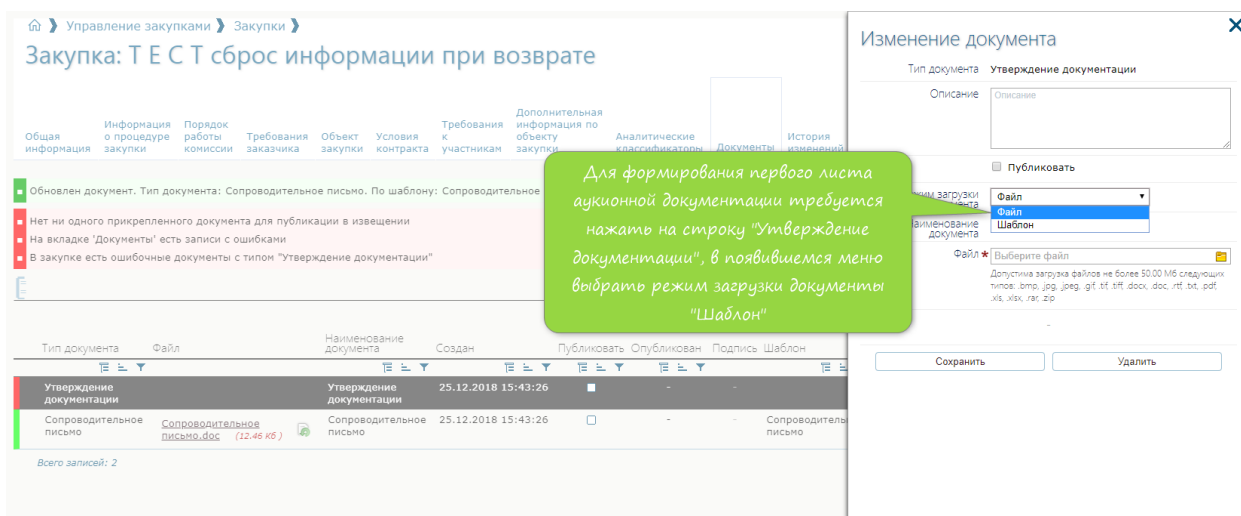 Управление закупками ❱ Закупки ❱
Закупка: Т Е С Т сброс информации при возврате
Общая
информация
Информация
о процедуре
закупки
Порядок
работы
комиссии
Требования
заказчика
Объект
закупки
Условия
контракта
Требования
к
участникам
Дополнительная
информация по
объекту
закупки
Аналитические
классификаторы
Документы
История
изменений
Обновлен документ. Тип документа: Сопроводительное письмо. По шаблону: Сопроводительное
Нет ни одного прикрепленного документа для публикации в извещении
На вкладке 'Документы' есть записи с ошибками
В закупке есть ошибочные документы с типом "Утверждение документации"
Для формирования первого листа
аукционной документации требуется
нажать на строку "Утверждение
документации", в появившемся меню
выбрать режим загрузки документы
"Шаблон"
Тип документа
Файл
Наименование
документа
Создан
Публиковать
Опубликован
Подпись
Шаблон
Утверждение
документации
Утверждение
документации
25.12.2018 15:43:26
-
-
Сопроводительное
письмо
Сопроводительное
письмо.doc (12.46 Кб )
Сопроводительное
письмо
25.12.2018 15:43:26
-
-
письмо
Всего записей: 2
Изменение документа
Тип документа Утверждение документации
Описание
Описание
Публиковать
загрузки
Файл
Файл
Шаблон
документа
Файл * Выберите файл
Допустима загрузка файлов не более 50.00 Мб следующих
типов: .bmp, .jpg, .jpeg, .gif, .tif, .tiff, .docx, .doc, .rtf, .txt, .pdf,
.xls, .xlsx, .rar, .zip
-
Сохранить
Удалить